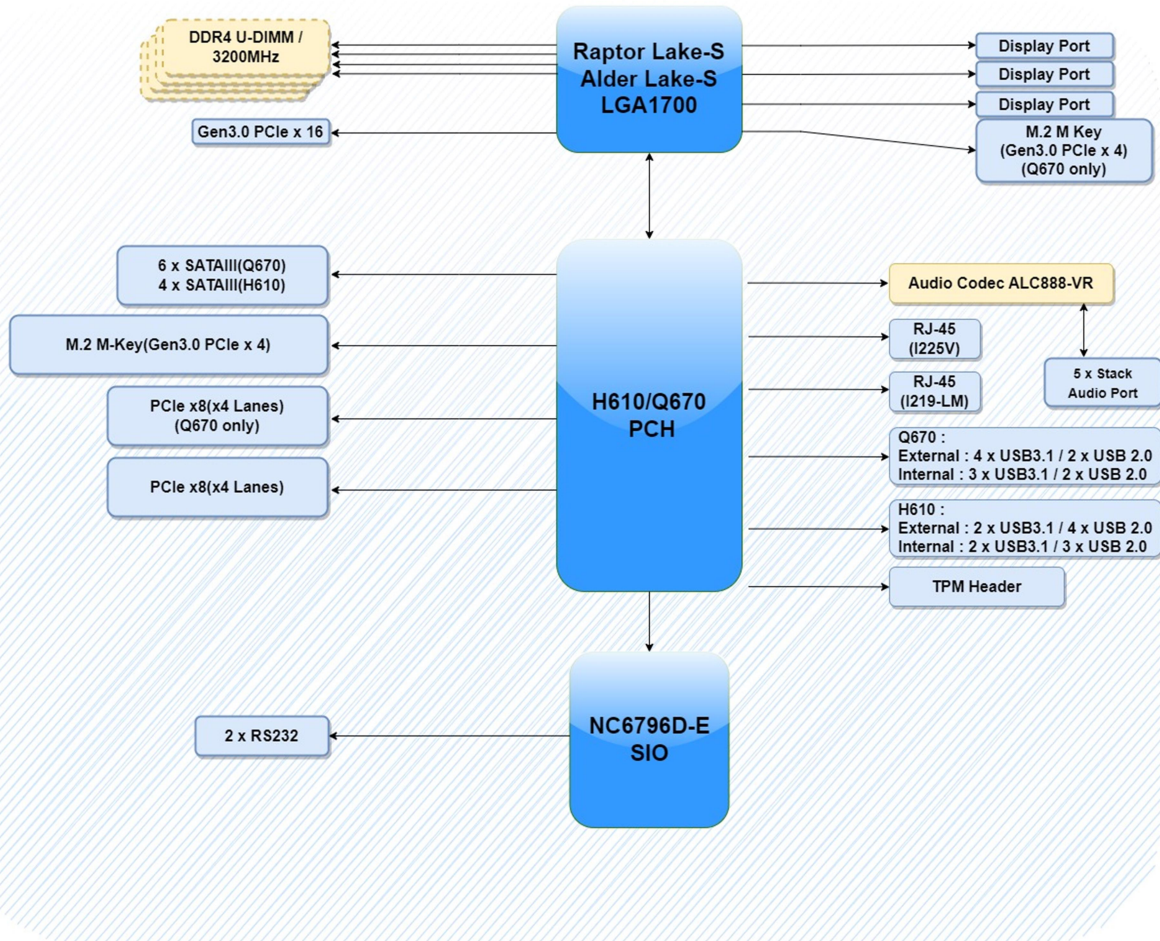 DDR4 U-DIMM /
3200MHz
Gen3.0 PCIe x 16
Raptor Lake-S
Alder Lake-S
LGA1700
Display Port
Display Port
Display Port
M.2 M Key
(Gen3.0 PCIe x 4)
(Q670 only)
6 x SATAIII(Q670)
4 x SATAIII(H610)
M.2 M-Key(Gen3.0 PCIe x 4)
PCIe x8(x4 Lanes)
(Q670 only)
PCIe x8(x4 Lanes)
H610/Q670
PCH
Audio Codec ALC888-VR
RJ-45
(I225V)
5 x Stack
Audio Port
RJ-45
(I219-LM)
Q670 :
External : 4 x USB3.1 / 2 x USB 2.0
Internal : 3 x USB3.1 / 2 x USB 2.0
H610 :
External : 2 x USB3.1 / 4 x USB 2.0
Internal : 2 x USB3.1 / 3 x USB 2.0
TPM Header
NC6796D-E
SIO
2 x RS232